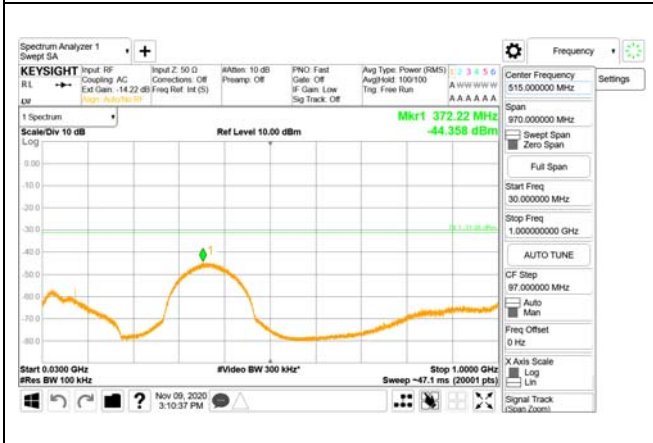 Spectrum Analyzer 1
Swept SA
+
Frequency
KEYSIGHT
RL
Input: RF
Coupling: AC
Ext Gain: -14.22 dB
Align: Auto/No RF
Input Z: 50 Ω
Corrections: Off
Freq Ref: Int (S)
#Atten: 10 dB
Preamp: Off
PNO: Fast
Gate: Off
IF Gain: Low
Sig Track: Off
Avg Type: Power (RMS)
Avg|Hold: 100/100
Trig: Free Run
1 2 3 4 5 6
A W W W W W
A A A A A A
1 Spectrum
Scale/Div 10 dB
Ref Level 10.00 dBm
Mkr1 372.22 MHz
-44.358 dBm
Log
0.00
-10.0
-20.0
-30.0
-40.0
-50.0
-60.0
-70.0
-80.0
1
Start 0.0300 GHz
#Res BW 100 kHz
#Video BW 300 kHz*
Stop 1.0000 GHz
Sweep ~47.1 ms (20001 pts)
?
Nov 09, 2020
3:10:37 PM
Center Frequency
515.000000 MHz
Settings
Span
970.000000 MHz
Swept Span
Zero Span
Full Span
Start Freq
30.000000 MHz
Stop Freq
1.000000000 GHz
AUTO TUNE
CF Step
97.000000 MHz
Auto
Man
Freq Offset
0 Hz
X Axis Scale
Log
Lin
Signal Track
(Span Zoom)